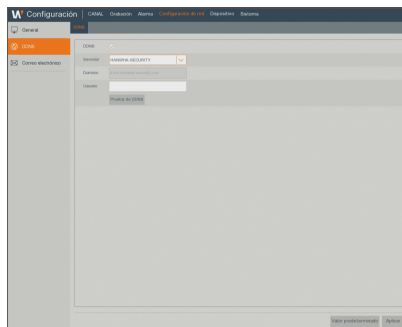 Configuración | CANAL Grabación Alarma Configuración de red Dispositivo Sistema
General
DDNS
DDNS
Correo electrónico
DDNS
Servidor HANWHA-SECURITY
Dominio
Usuario
Prueba de DDNS
Valor predeterminado Aplicar